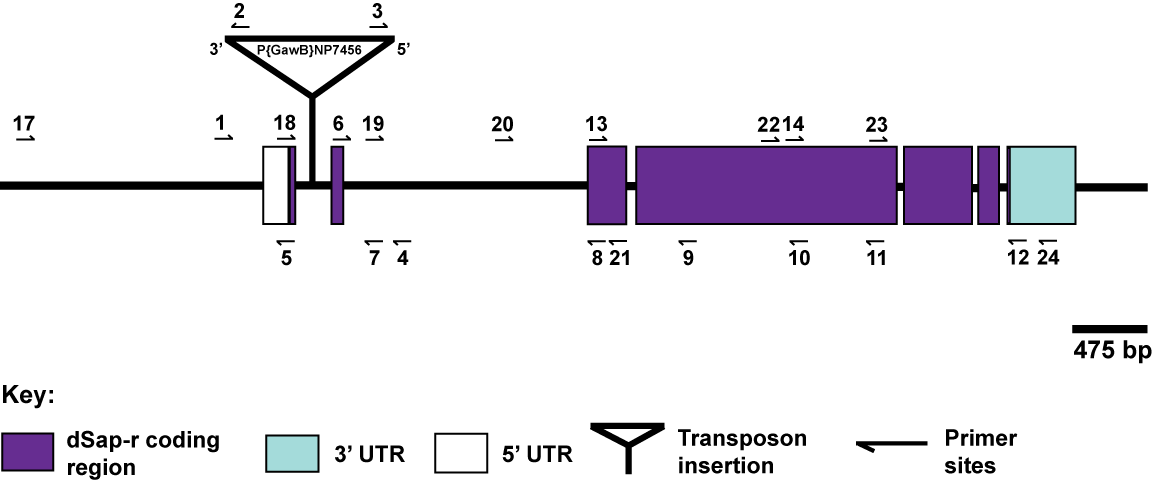 2 3
3’ P{GawB}NP7456 5’
17 1 18 6 19 20 13 22 14 23
5 7 4 8 21 9 10 11 12 24
475 bp
Key:
dSap-r coding
region
3’ UTR
5’ UTR
Transposon
insertion
Primer
sites